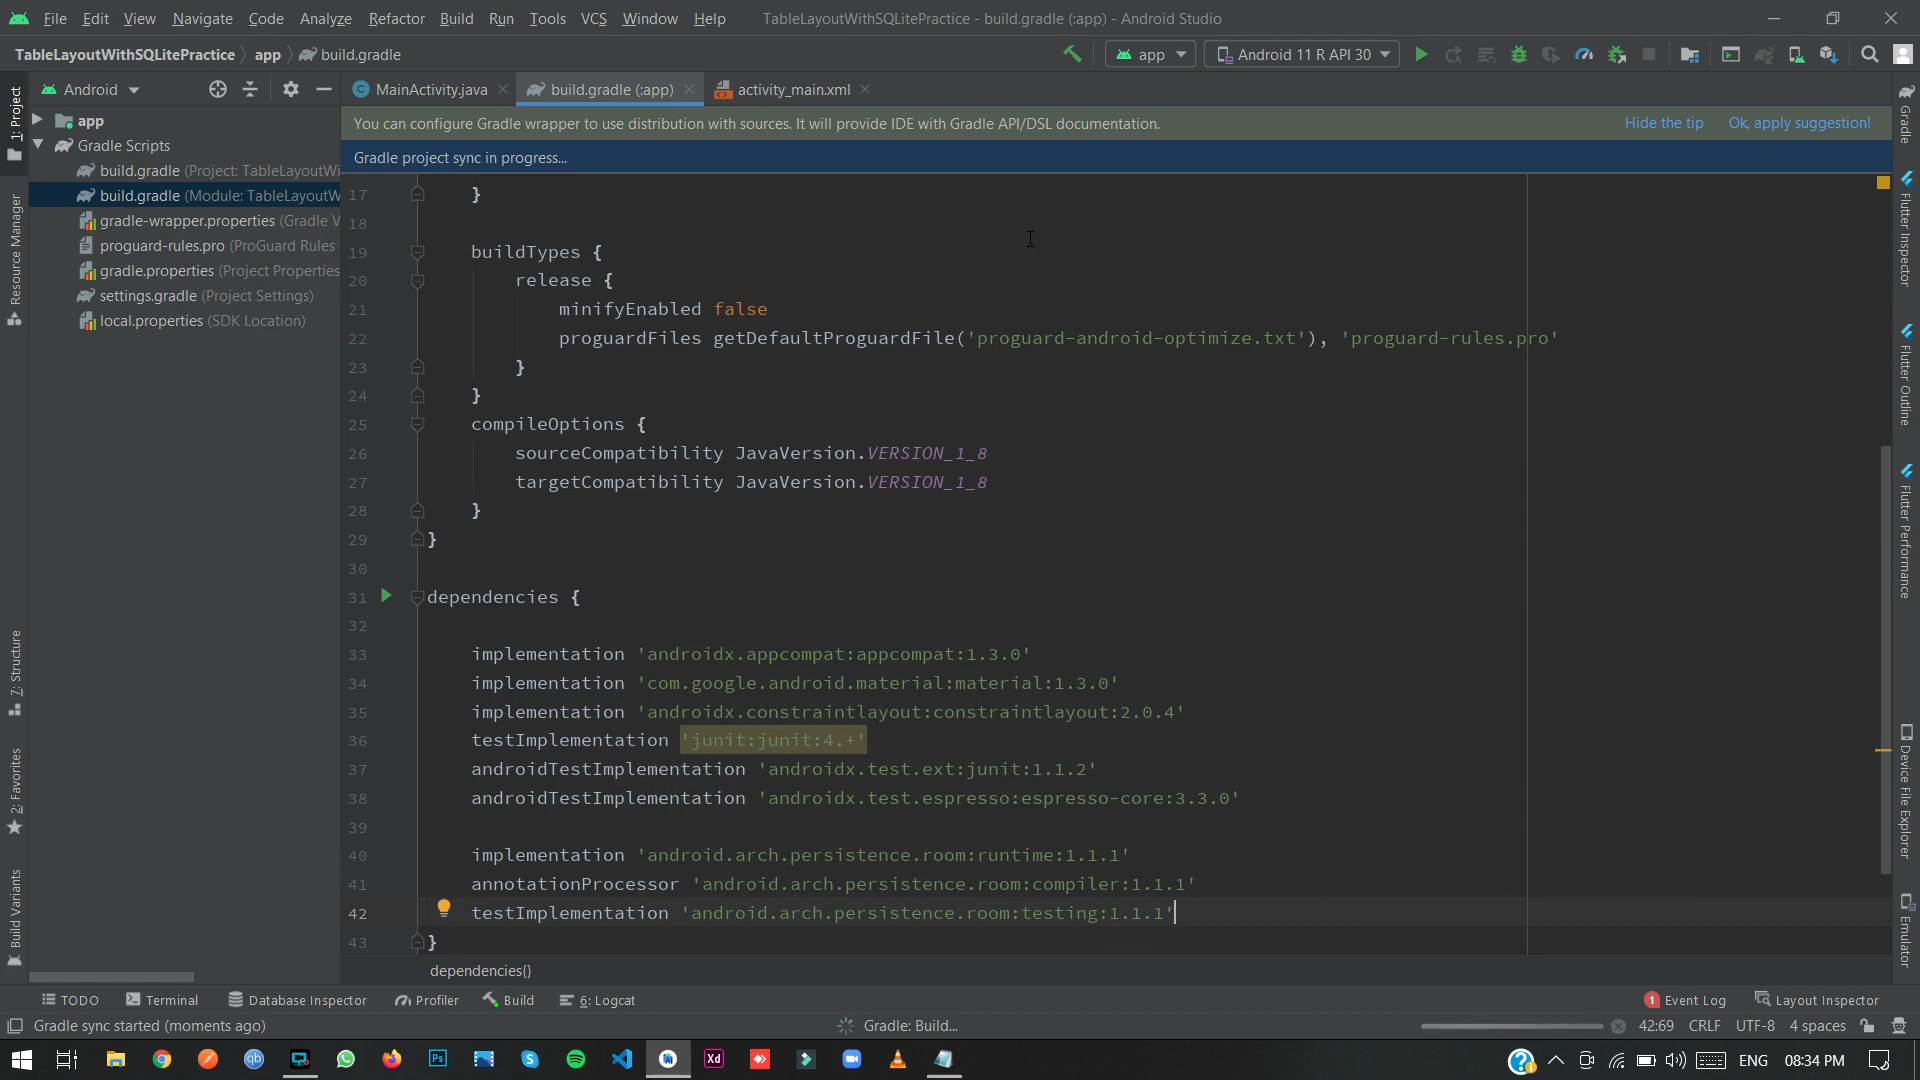 File Edit View Navigate Code Analyze Refactor Build Run Tools VCS Window Help TableLayoutWithSQLitePractice - build.gradle (:app) - Android Studio
TableLayoutWithSQLitePractice app build.gradle app Android 11 R API 30
Android MainActivity.java build.gradle (:app) activity_main.xml
You can configure Gradle wrapper to use distribution with sources. It will provide IDE with Gradle API/DSL documentation. Hide the tip Ok, apply suggestion!
Gradle project sync in progress...
app
Gradle Scripts
build.gradle (Project: TableLayoutWi
build.gradle (Module: TableLayoutW
gradle-wrapper.properties (Gradle V
proguard-rules.pro (ProGuard Rules
gradle.properties (Project Properties
settings.gradle (Project Settings)
local.properties (SDK Location)
17 }
18
19 buildTypes {
20 release {
21 minifyEnabled false
22 proguardFiles getDefaultProguardFile('proguard-android-optimize.txt'), 'proguard-rules.pro'
23 }
24 }
25 compileOptions {
26 sourceCompatibility JavaVersion.VERSION_1_8
27 targetCompatibility JavaVersion.VERSION_1_8
28 }
29 }
30
31 dependencies {
32
33 implementation 'androidx.appcompat:appcompat:1.3.0'
34 implementation 'com.google.android.material:material:1.3.0'
35 implementation 'androidx.constraintlayout:constraintlayout:2.0.4'
36 testImplementation 'junit:junit:4.+'
37 androidTestImplementation 'androidx.test.ext:junit:1.1.2'
38 androidTestImplementation 'androidx.test.espresso:espresso-core:3.3.0'
39
40 implementation 'android.arch.persistence.room:runtime:1.1.1'
41 annotationProcessor 'android.arch.persistence.room:compiler:1.1.1'
42 testImplementation 'android.arch.persistence.room:testing:1.1.1'
43 }
dependencies{}
1: Project
Resource Manager
7: Structure
2: Favorites
Build Variants
Gradle
Flutter Inspector
Flutter Outline
Flutter Performance
Device File Explorer
Emulator
TODO Terminal Database Inspector Profiler Build 6: Logcat 1 Event Log Layout Inspector
Gradle sync started (moments ago) Gradle: Build... 42:69 CRLF UTF-8 4 spaces
qb Ps Xd ENG 08:34 PM